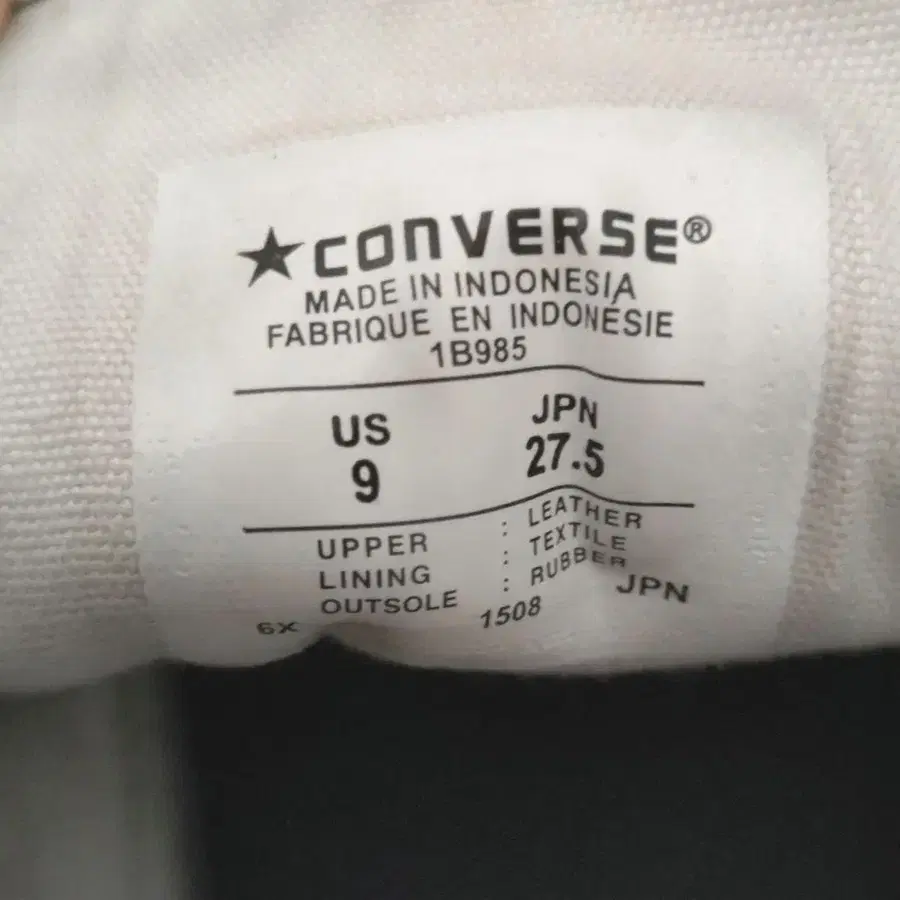 ★CONVERSE®
MADE IN INDONESIA
FABRIQUE EN INDONÉSIE
1B985
US JPN
9 27.5
UPPER : LEATHER
LINING : TEXTILE
OUTSOLE : RUBBER
6X 1508 JPN